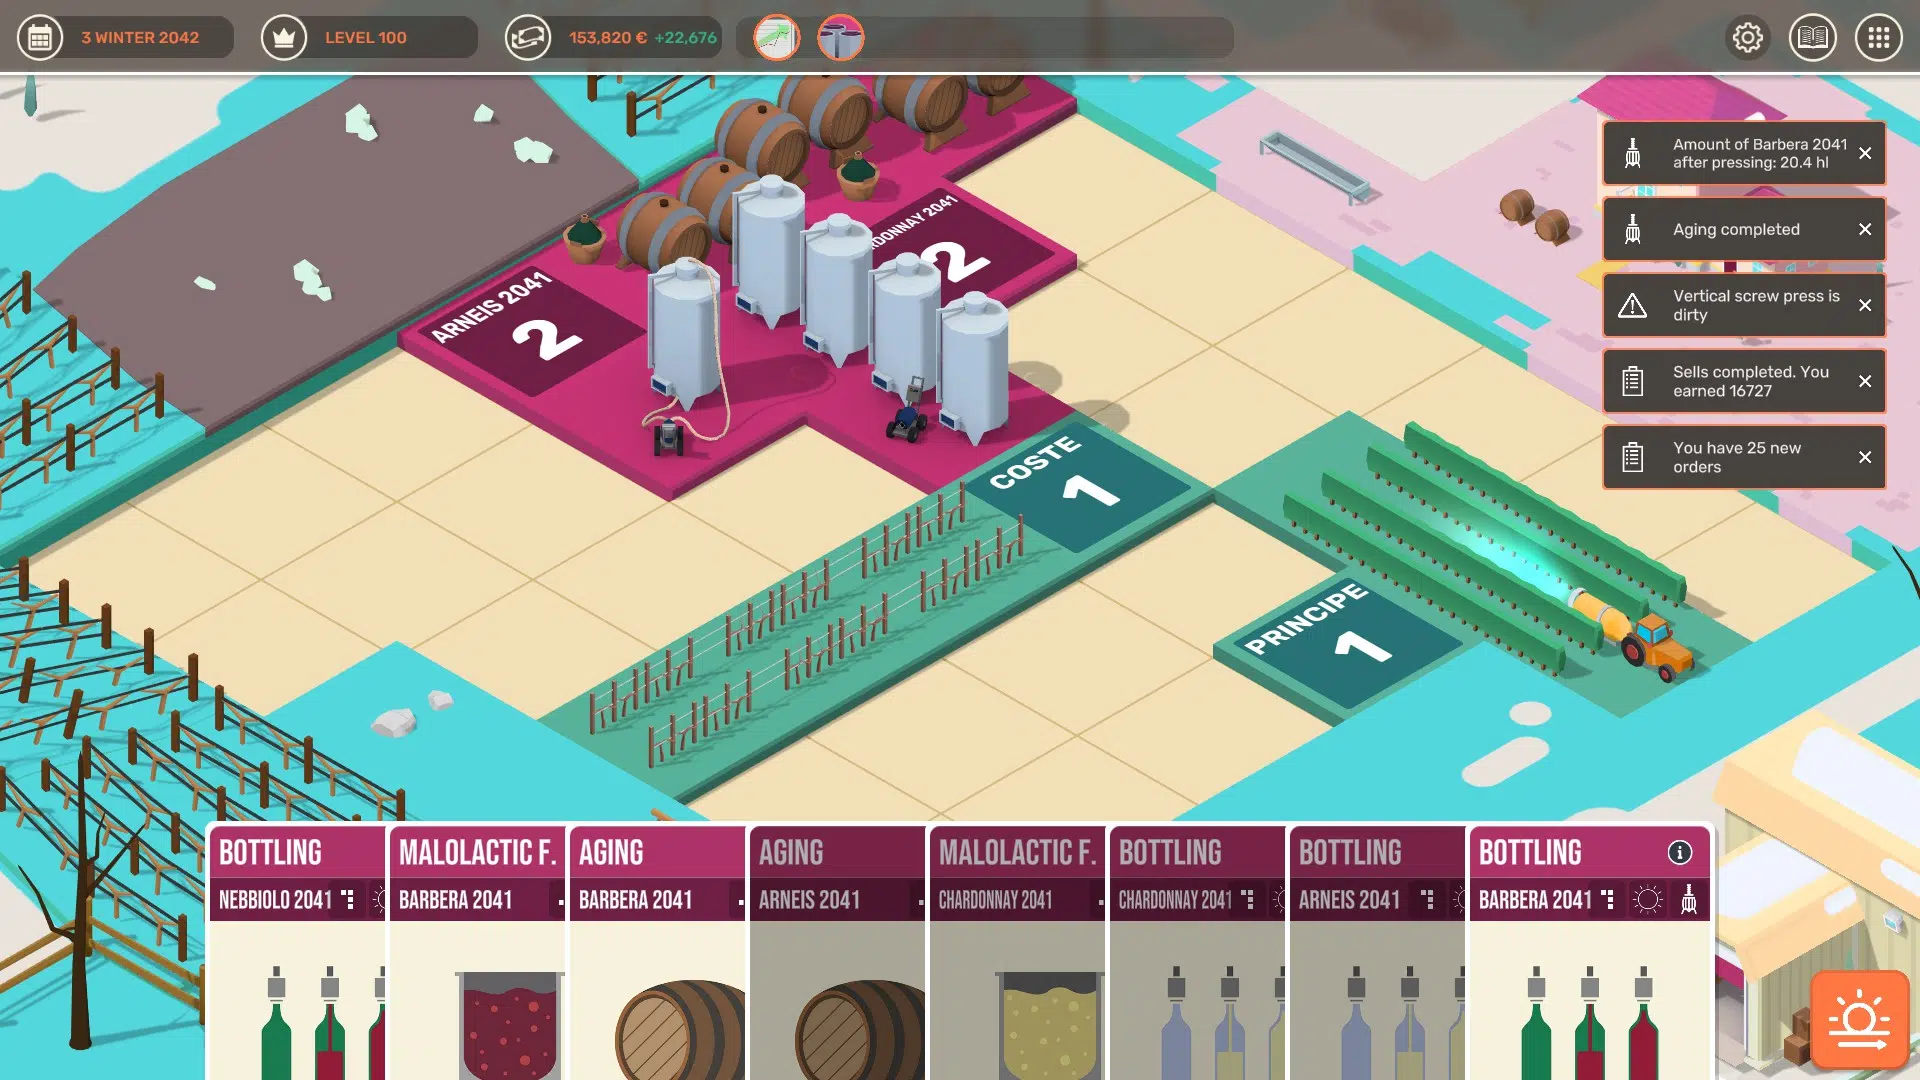 3 WINTER 2042
LEVEL 100
153,820 € +22,676
Amount of Barbera 2041
after pressing: 20.4 hl
Aging completed
Vertical screw press is
dirty
Sells completed. You
earned 16727
You have 25 new
orders
ARNEIS 2041
2
RDONNAY 2041
2
COSTE
1
PRINCIPE
1
BOTTLING
NEBBIOLO 2041
MALOLACTIC F.
BARBERA 2041
AGING
BARBERA 2041
AGING
ARNEIS 2041
MALOLACTIC F.
CHARDONNAY 2041
BOTTLING
CHARDONNAY 2041
BOTTLING
ARNEIS 2041
BOTTLING
BARBERA 2041